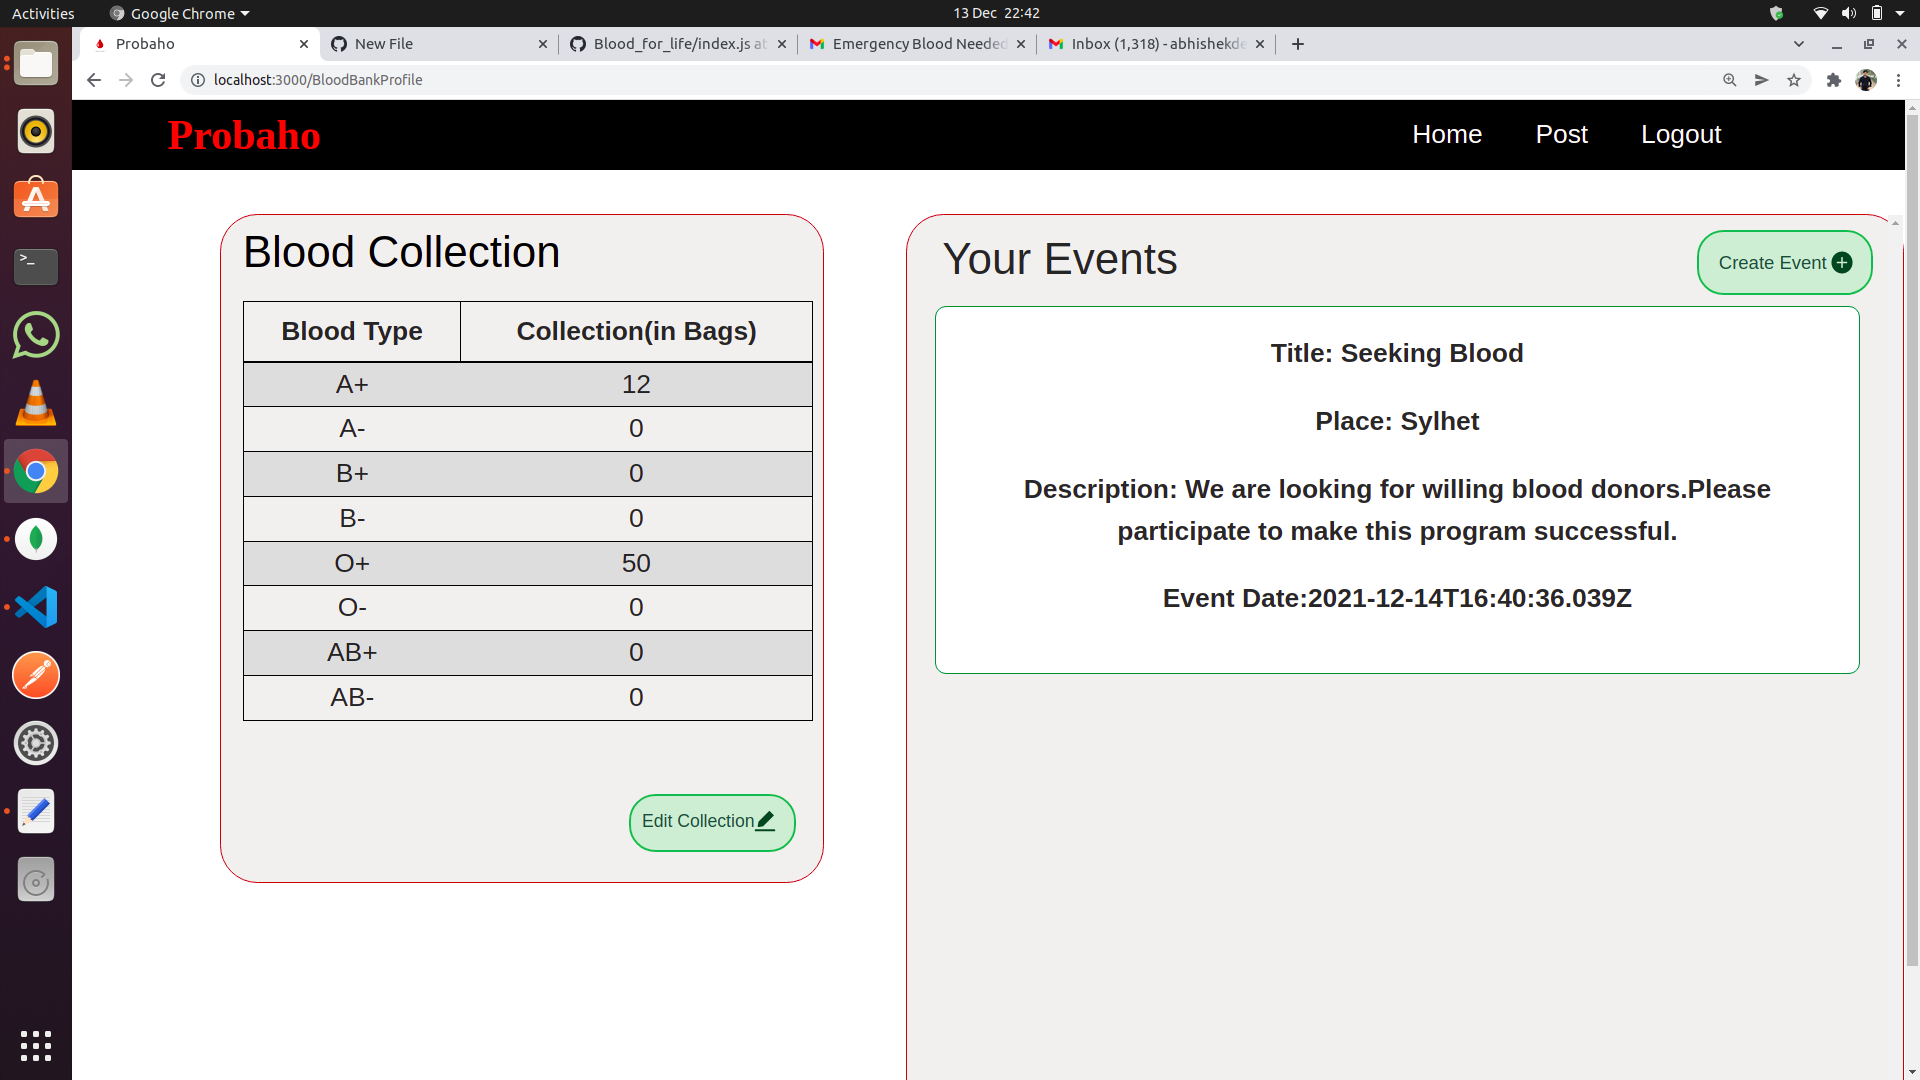 Activities
Google Chrome
13 Dec 22:42
Probaho
New File
Blood_for_life/index.js at
Emergency Blood Needed
Inbox (1,318) - abhishekde
localhost:3000/BloodBankProfile
Probaho
Home
Post
Logout
Blood Collection
Blood Type Collection(in Bags)
A+ 12
A- 0
B+ 0
B- 0
O+ 50
O- 0
AB+ 0
AB- 0
Edit Collection
Your Events
Create Event
Title: Seeking Blood
Place: Sylhet
Description: We are looking for willing blood donors.Please
participate to make this program successful.
Event Date:2021-12-14T16:40:36.039Z